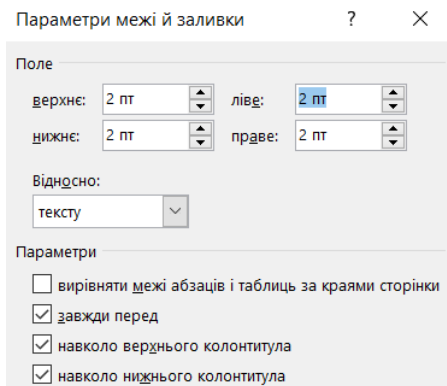 Параметри межі й заливки ? ✕
Поле
верхнє: 2 пт ліве: 2 пт
нижнє: 2 пт праве: 2 пт
Відносно:
тексту
Параметри
вирівняти межі абзаців і таблиць за краями сторінки
завжди перед
навколо верхнього колонтитула
навколо нижнього колонтитула